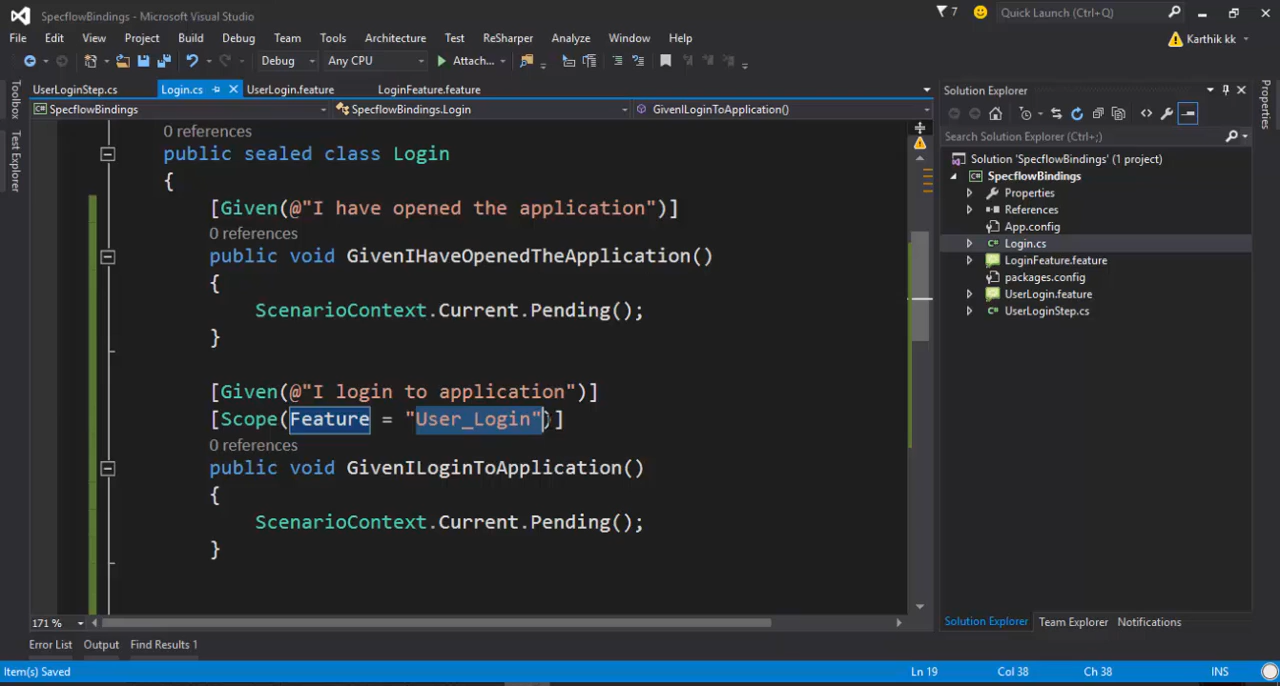 SpecflowBindings - Microsoft Visual Studio
7
Quick Launch (Ctrl+Q)
File Edit View Project Build Debug Team Tools Architecture Test ReSharper Analyze Window Help
Karthik kk
Debug Any CPU Attach...
UserLoginStep.cs Login.cs UserLogin.feature LoginFeature.feature
SpecflowBindings SpecflowBindings.Login GivenILoginToApplication()
Toolbox
Test Explorer
0 references
public sealed class Login
{
[Given(@"I have opened the application")]
0 references
public void GivenIHaveOpenedTheApplication()
{
ScenarioContext.Current.Pending();
}
[Given(@"I login to application")]
[Scope(Feature = "User_Login")]
0 references
public void GivenILoginToApplication()
{
ScenarioContext.Current.Pending();
}
171 %
Solution Explorer
Search Solution Explorer (Ctrl+;)
Solution 'SpecflowBindings' (1 project)
SpecflowBindings
Properties
References
App.config
Login.cs
LoginFeature.feature
packages.config
UserLogin.feature
UserLoginStep.cs
Solution Explorer Team Explorer Notifications
Properties
Error List Output Find Results 1
Item(s) Saved Ln 19 Col 38 Ch 38 INS